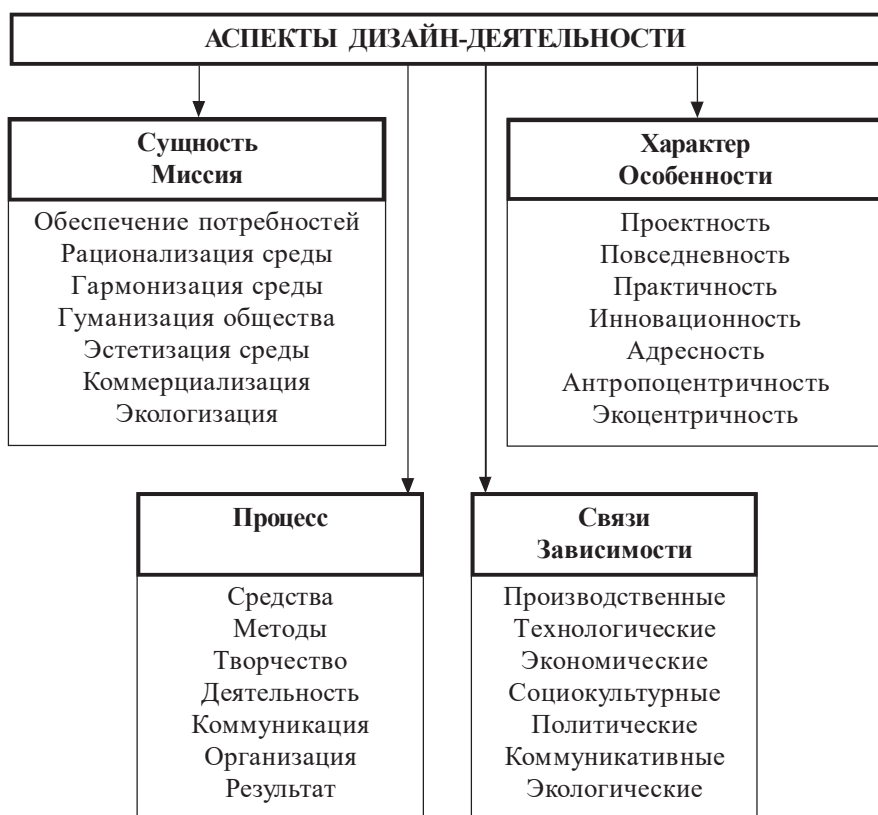 АСПЕКТЫ ДИЗАЙН-ДЕЯТЕЛЬНОСТИ
Сущность
Миссия
Обеспечение потребностей
Рационализация среды
Гармонизация среды
Гуманизация общества
Эстетизация среды
Коммерциализация
Экологизация
Характер
Особенности
Проектность
Повседневность
Практичность
Инновационность
Адресность
Антропоцентричность
Экоцентричность
Процесс
Средства
Методы
Творчество
Деятельность
Коммуникация
Организация
Результат
Связи
Зависимости
Производственные
Технологические
Экономические
Социокультурные
Политические
Коммуникативные
Экологические